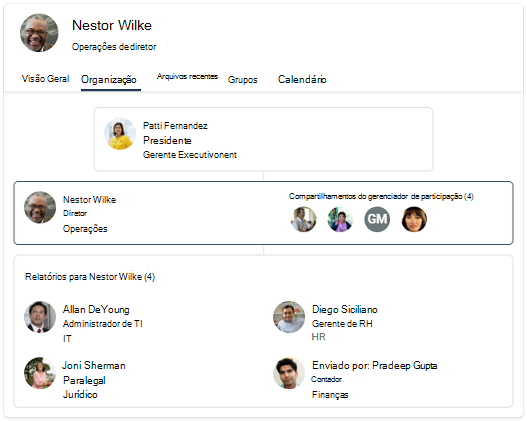 Nestor Wilke
Operações de diretor
Visão Geral
Organização
Arquivos recentes
Grupos
Calendário
Patti Fernandez
Presidente
Gerente Executivonent
Nestor Wilke
Diretor
Operações
Compartilhamentos do gerenciador de participação (4)
GM
Relatórios para Nestor Wilke (4)
Allan DeYoung
Administrador de TI
IT
Diego Siciliano
Gerente de RH
HR
Joni Sherman
Paralegal
Jurídico
Enviado por: Pradeep Gupta
Contador
Finanças